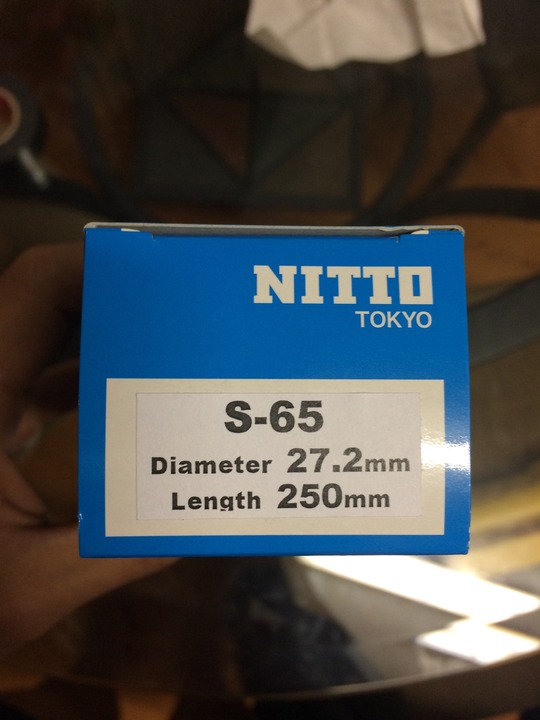 NITTO
TOKYO
S-65
Diameter 27.2mm
Length 250mm